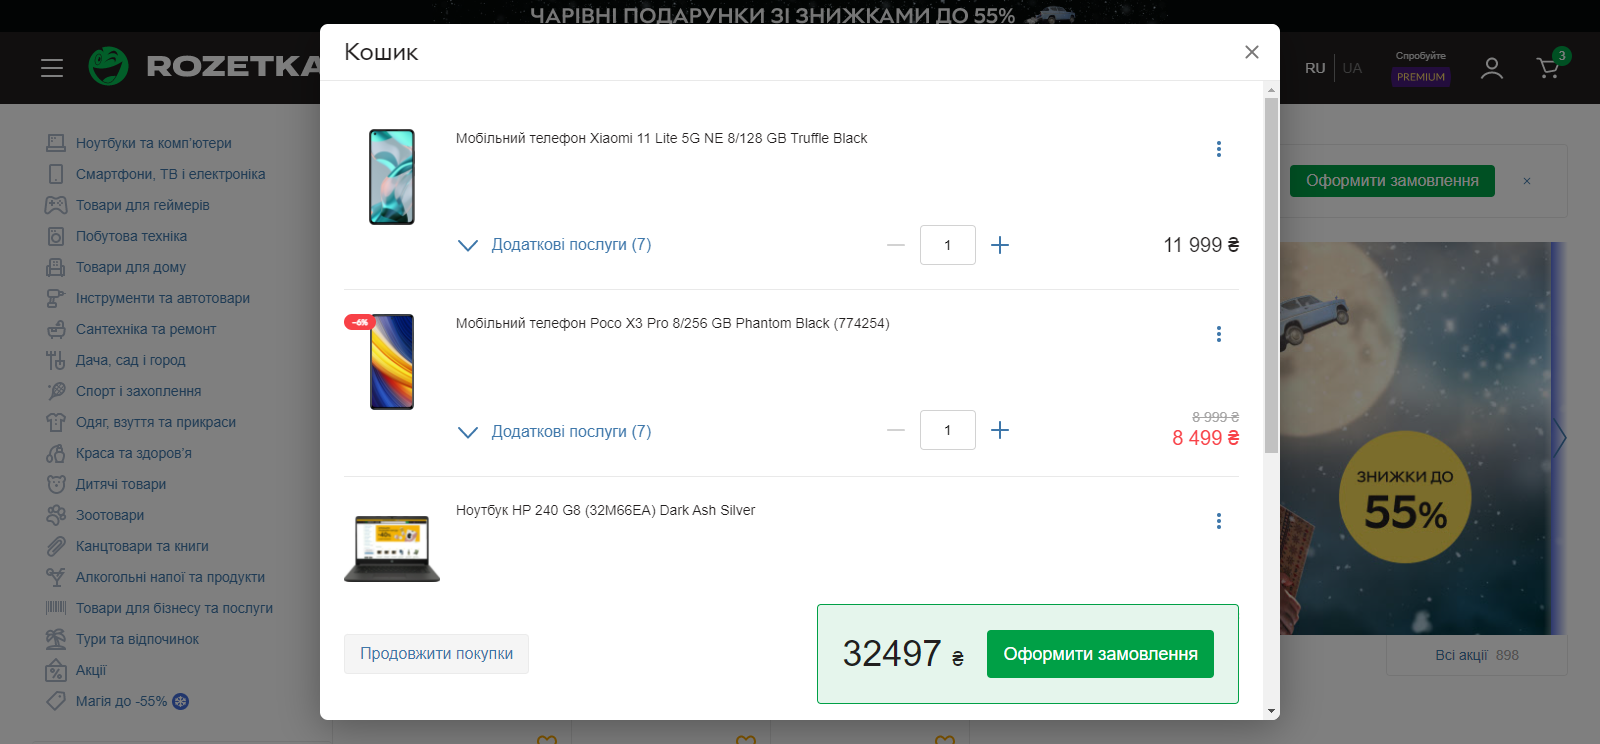 ЧАРІВНІ ПОДАРУНКИ ЗІ ЗНИЖКАМИ ДО 55%
ROZETKA
RU UA
Спробуйте
PREMIUM
3
Ноутбуки та комп'ютери
Смартфони, ТВ і електроніка
Товари для геймерів
Побутова техніка
Товари для дому
Інструменти та автотовари
Сантехніка та ремонт
Дача, сад і город
Спорт і захоплення
Одяг, взуття та прикраси
Краса та здоров'я
Дитячі товари
Зоотовари
Канцтовари та книги
Алкогольні напої та продукти
Товари для бізнесу та послуги
Тури та відпочинок
Акції
Магія до -55%
Кошик
Мобільний телефон Xiaomi 11 Lite 5G NE 8/128 GB Truffle Black
Додаткові послуги (7)
1
11 999 ₴
-6%
Мобільний телефон Poco X3 Pro 8/256 GB Phantom Black (774254)
Додаткові послуги (7)
1
8 999 ₴
8 499 ₴
Ноутбук HP 240 G8 (32M66EA) Dark Ash Silver
Продовжити покупки
32497 ₴
Оформити замовлення
Оформити замовлення
ЗНИЖКИ ДО
55%
Всі акції 898